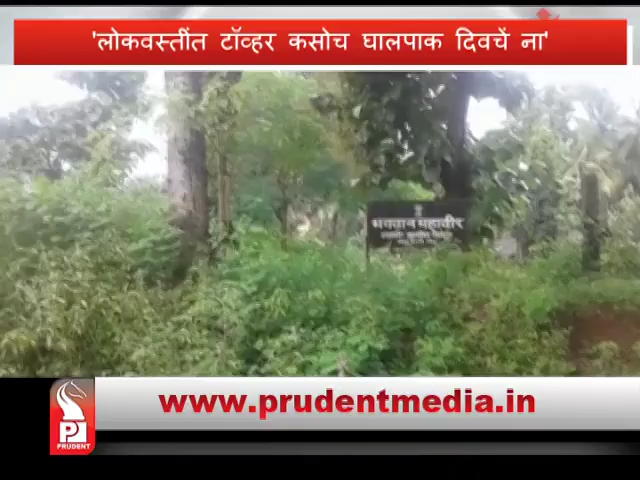 'लोकवस्तींत टॉव्हर कसोच घालपाक दिवचें ना'
भगवान महावीर
www.prudentmedia.in
PRUDENT